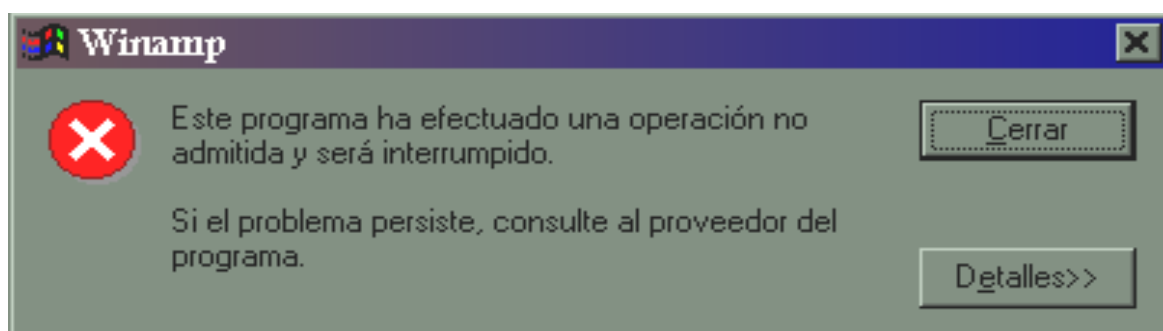 Winamp
Este programa ha efectuado una operación no
admitida y será interrumpido.
Cerrar
Si el problema persiste, consulte al proveedor del
programa.
Detalles>>